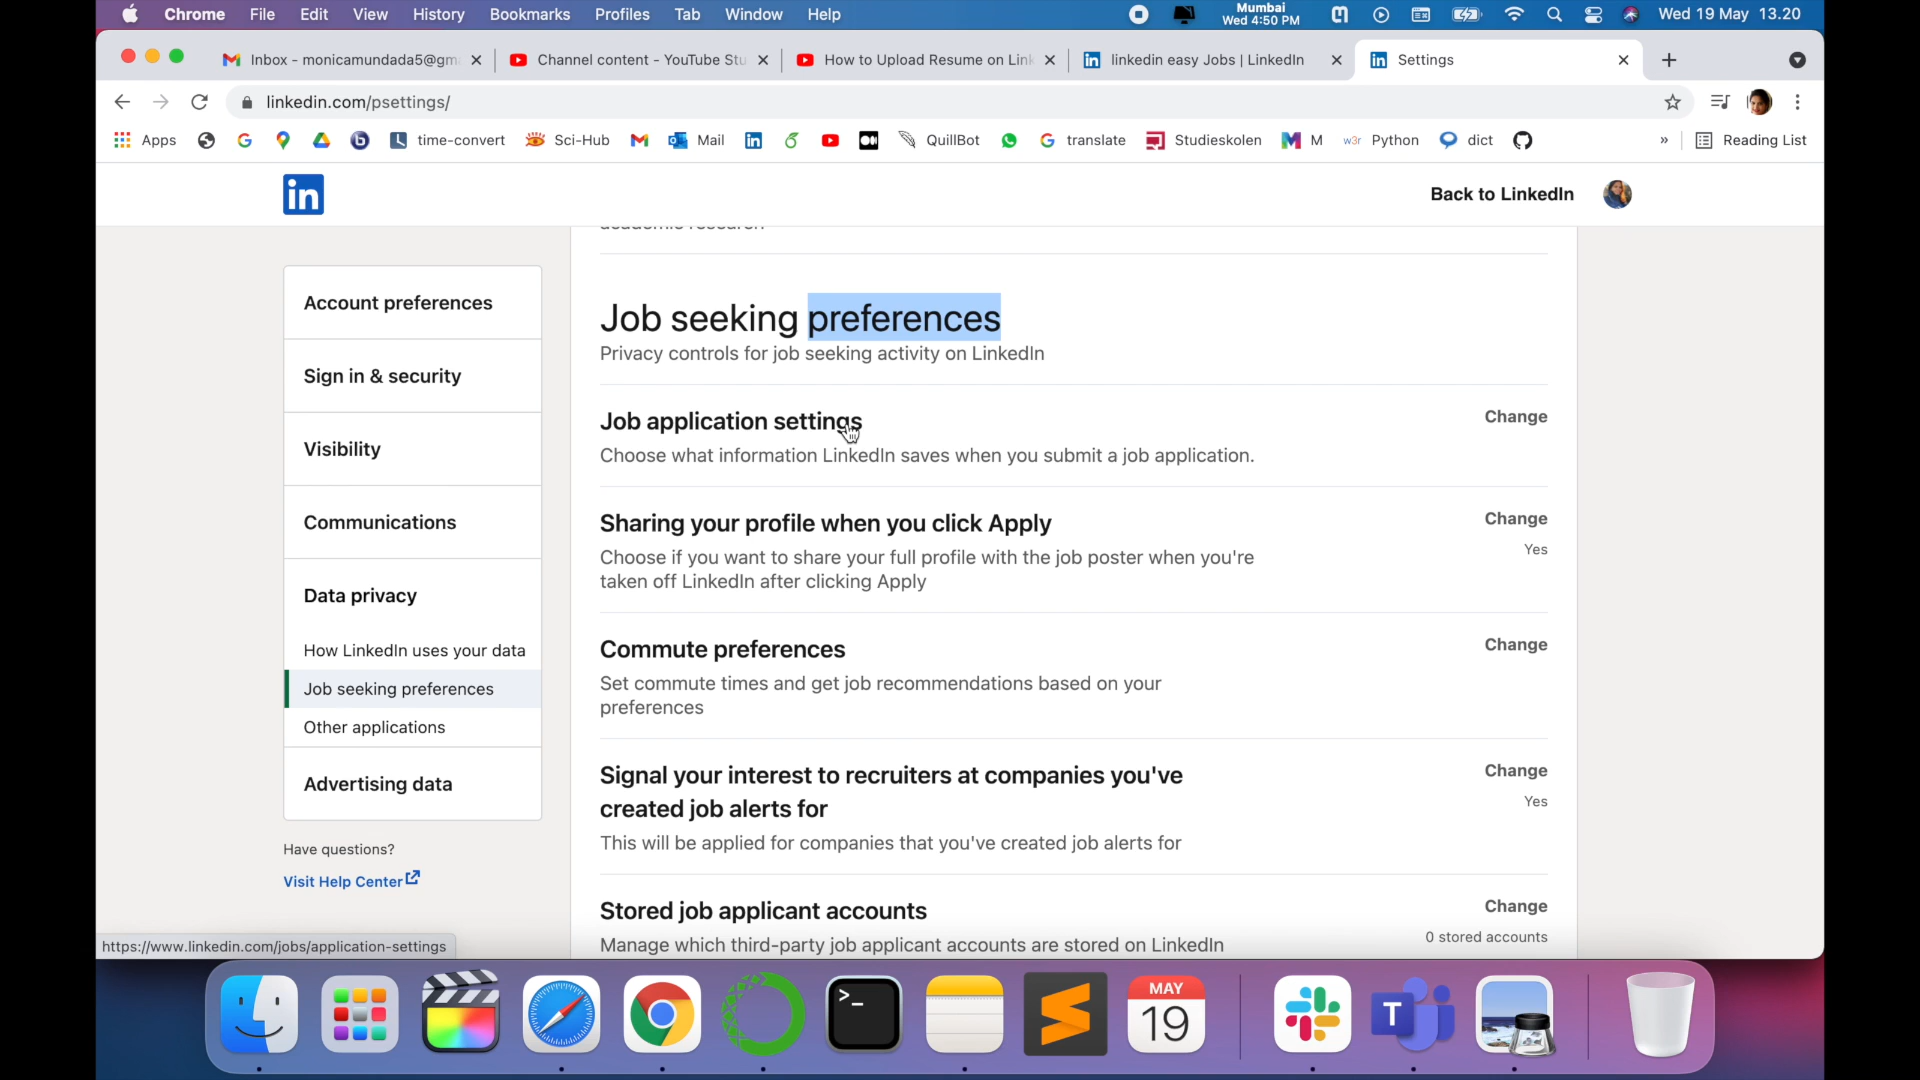 Chrome File Edit View History Bookmarks Profiles Tab Window Help
Mumbai
Wed 4:50 PM
Wed 19 May 13.20
Inbox - monicamundada5@gm
Channel content - YouTube Stu
How to Upload Resume on Link
linkedin easy Jobs | LinkedIn
Settings
linkedin.com/psettings/
Apps
time-convert
Sci-Hub
Mail
QuillBot
translate
Studieskolen
M
w3r Python
dict
»
Reading List
in
Back to LinkedIn
Account preferences
Sign in & security
Visibility
Communications
Data privacy
How LinkedIn uses your data
Job seeking preferences
Other applications
Advertising data
Have questions?
Visit Help Center
academic research
Job seeking preferences
Privacy controls for job seeking activity on LinkedIn
Job application settings
Change
Choose what information LinkedIn saves when you submit a job application.
Sharing your profile when you click Apply
Change
Yes
Choose if you want to share your full profile with the job poster when you're
taken off LinkedIn after clicking Apply
Commute preferences
Change
Set commute times and get job recommendations based on your
preferences
Signal your interest to recruiters at companies you've
created job alerts for
Change
Yes
This will be applied for companies that you've created job alerts for
Stored job applicant accounts
Change
0 stored accounts
Manage which third-party job applicant accounts are stored on LinkedIn
https://www.linkedin.com/jobs/application-settings
>_
MAY
19
T